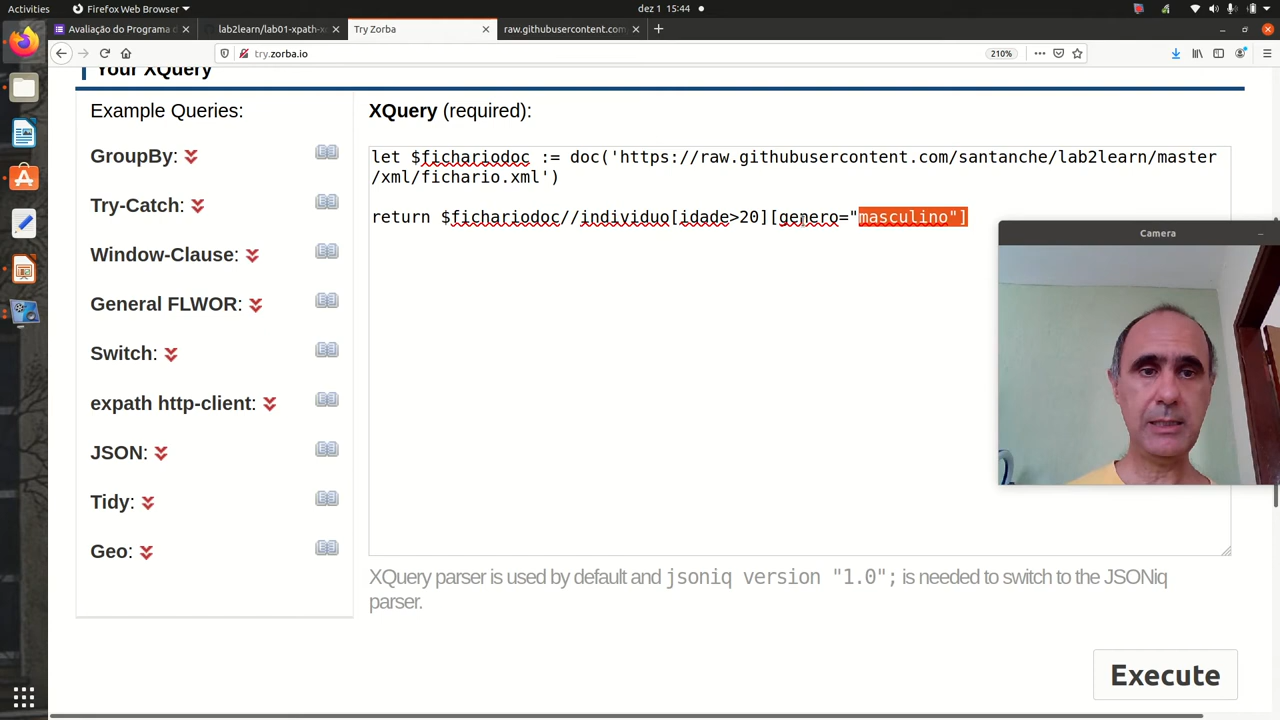 Activities
Firefox Web Browser
dez 1 15:44
Avaliação do Programa d
lab2learn/lab01-xpath-x
Try Zorba
raw.githubusercontent.com/
try.zorba.io
210%
Your XQuery
Example Queries:
GroupBy:
Try-Catch:
Window-Clause:
General FLWOR:
Switch:
expath http-client:
JSON:
Tidy:
Geo:
XQuery (required):
let $fichariodoc := doc('https://raw.githubusercontent.com/santanche/lab2learn/master
/xml/fichario.xml')
return $fichariodoc//individuo[idade>20][genero="masculino"]
Camera
XQuery parser is used by default and jsoniq version "1.0"; is needed to switch to the JSONiq
parser.
Execute